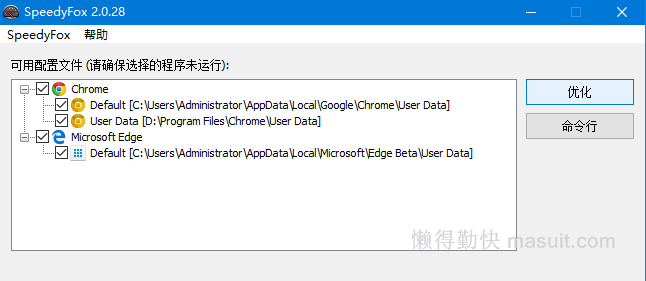 SpeedyFox 2.0.28
SpeedyFox 帮助
可用配置文件 (请确保选择的程序未运行):
Chrome
优化
Default [C:\Users\Administrator\AppData\Local\Google\Chrome\User Data]
User Data [D:\Program Files\Chrome\User Data]
命令行
Microsoft Edge
Default [C:\Users\Administrator\AppData\Local\Microsoft\Edge Beta\User Data]
懒得勤快 masuit.com